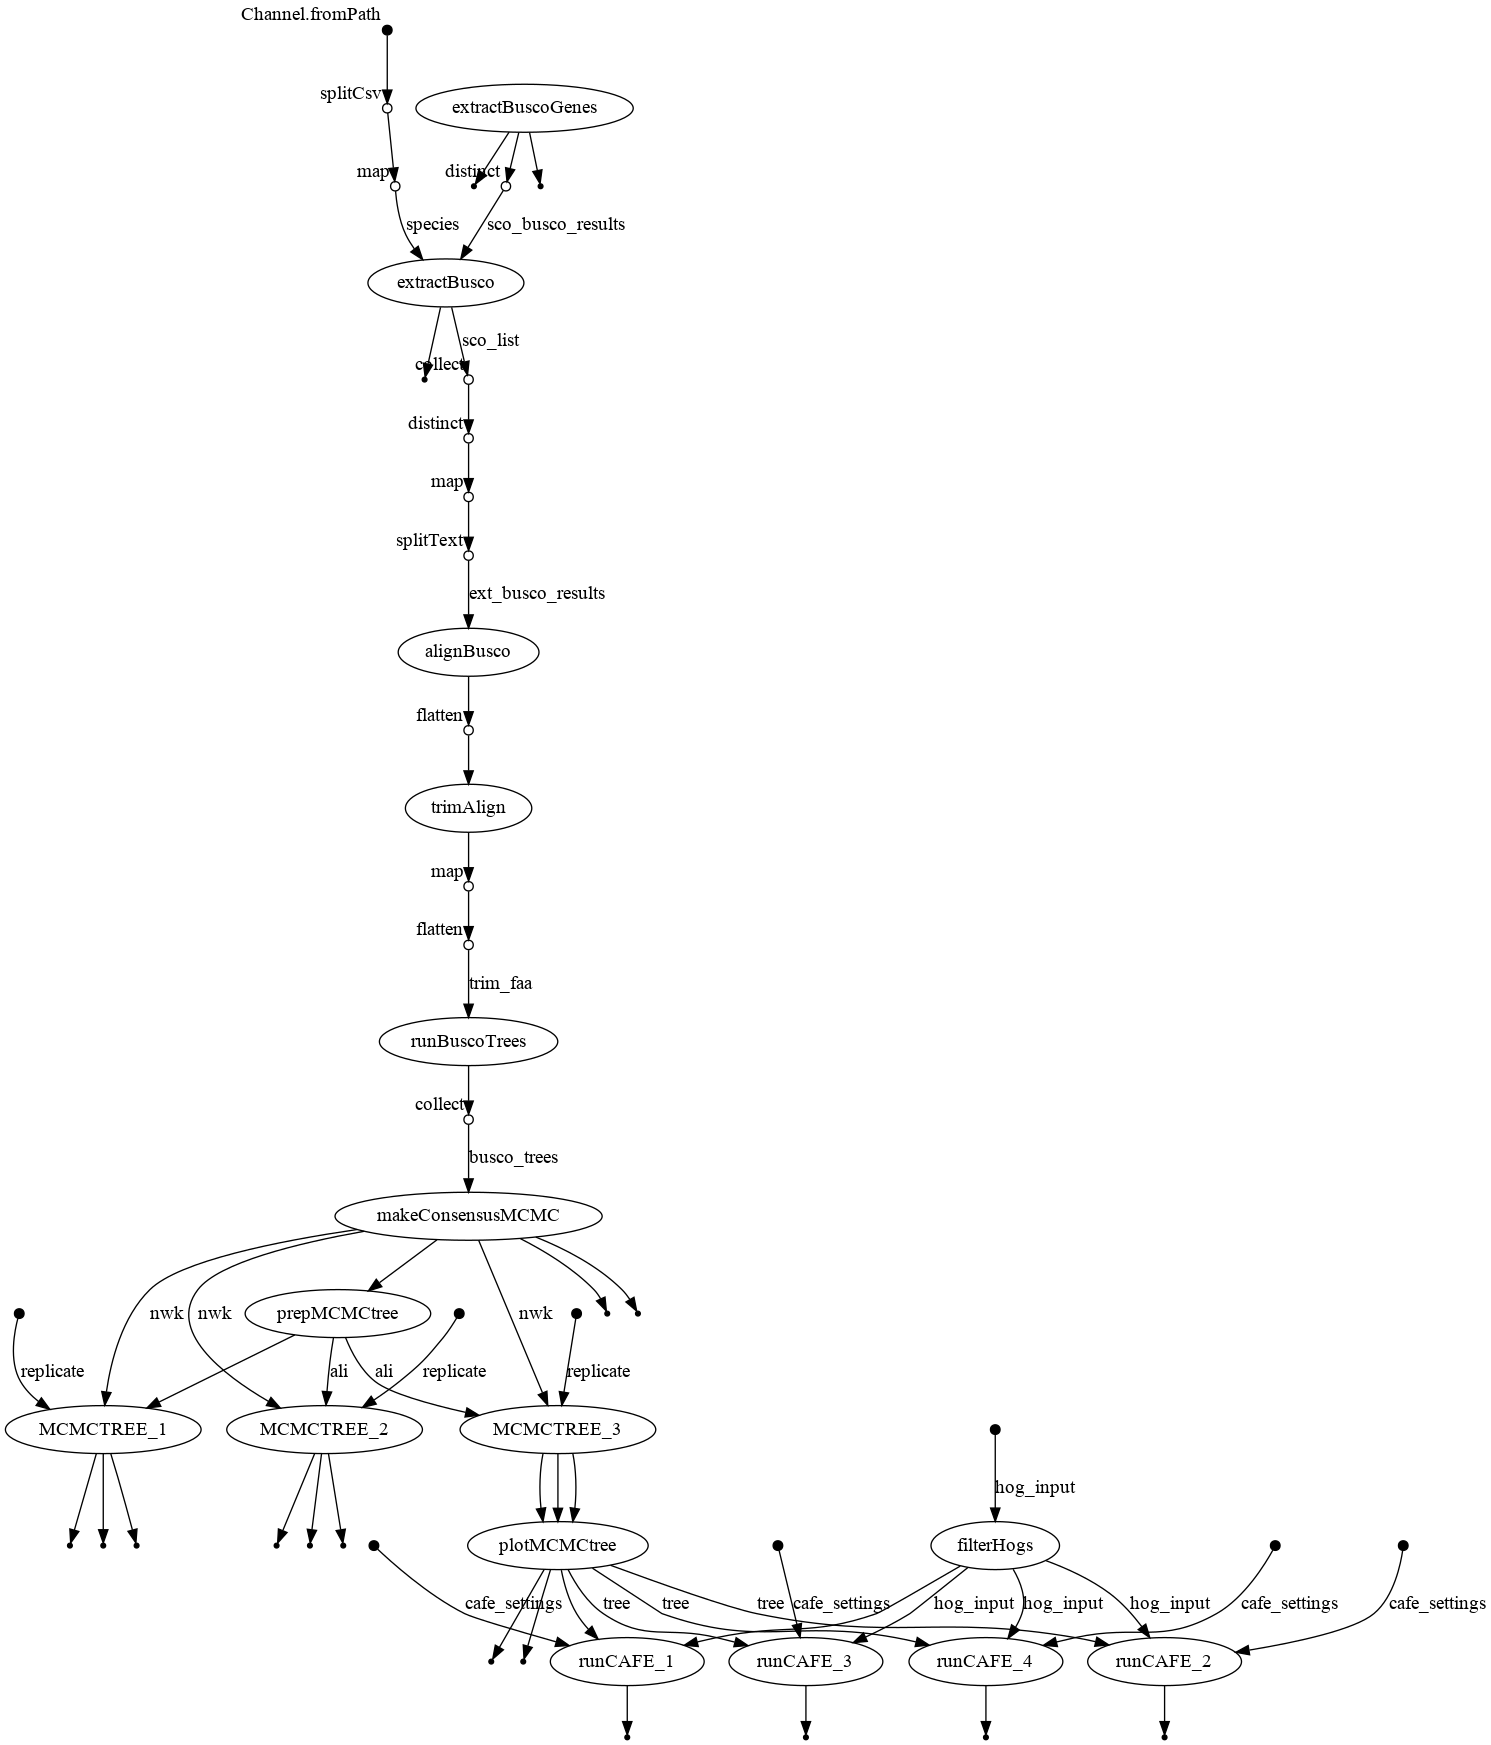 Channel.fromPath
splitCsv
extractBuscoGenes
map
distinct
species
sco_busco_results
extractBusco
sco_list
collect
distinct
map
splitText
ext_busco_results
alignBusco
flatten
trimAlign
map
flatten
trim_faa
runBuscoTrees
collect
busco_trees
makeConsensusMCMC
nwk
nwk
prepMCMCtree
nwk
replicate
ali
ali
replicate
replicate
MCMCTREE_1
MCMCTREE_2
MCMCTREE_3
hog_input
plotMCMCtree
filterHogs
cafe_settings
tree
tree
tree
cafe_settings
hog_input
hog_input
hog_input
cafe_settings
cafe_settings
runCAFE_1
runCAFE_3
runCAFE_4
runCAFE_2